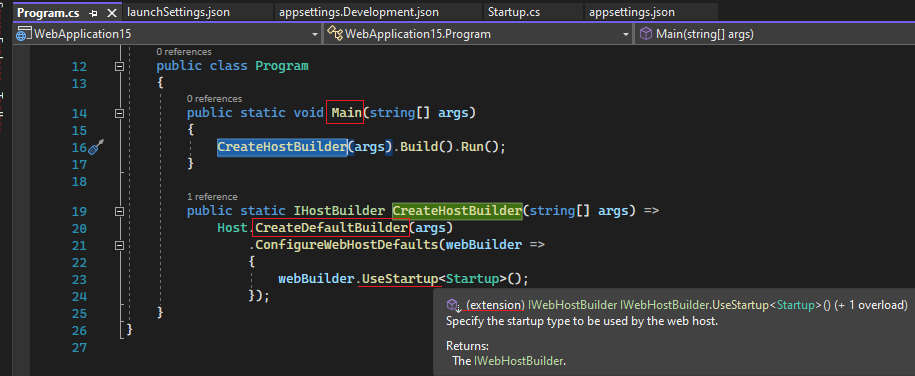 Program.cs launchSettings.json appsettings.Development.json Startup.cs appsettings.json
WebApplication15 WebApplication15.Program Main(string[] args)
0 references
12 public class Program
13 {
0 references
14 public static void Main(string[] args)
15 {
16 CreateHostBuilder(args).Build().Run();
17 }
18
1 reference
19 public static IHostBuilder CreateHostBuilder(string[] args) =>
20 Host.CreateDefaultBuilder(args)
21 .ConfigureWebHostDefaults(webBuilder =>
22 {
23 webBuilder.UseStartup<Startup>();
24 });
25 }
26 }
27
(extension) IWebHostBuilder IWebHostBuilder.UseStartup<Startup>() (+ 1 overload)
Specify the startup type to be used by the web host.
Returns:
The IWebHostBuilder.